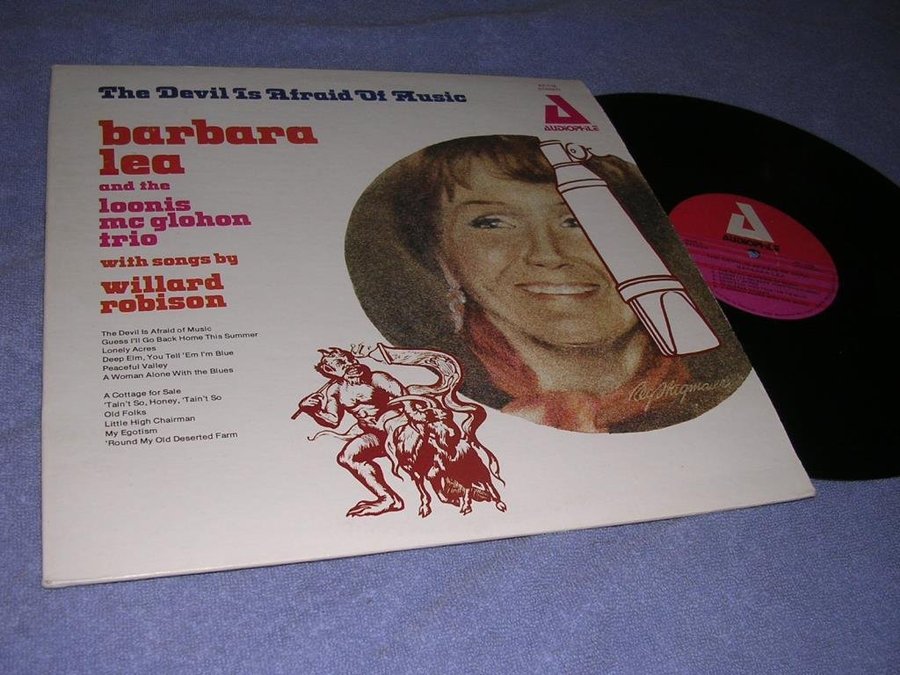 The Devil Is Afraid Of Music
AUDIOPHILE
barbara
lea
and the
loonis
mc glohon
trio
with songs by
willard
robison
The Devil Is Afraid of Music
Guess I'll Go Back Home This Summer
Lonely Acres
Deep Elm, You Tell 'Em I'm Blue
Peaceful Valley
A Woman Alone With the Blues
A Cottage for Sale
'Tain't So, Honey, 'Tain't So
Old Folks
Little High Chairman
My Egotism
'Round My Old Deserted Farm
AUDIOPHILE